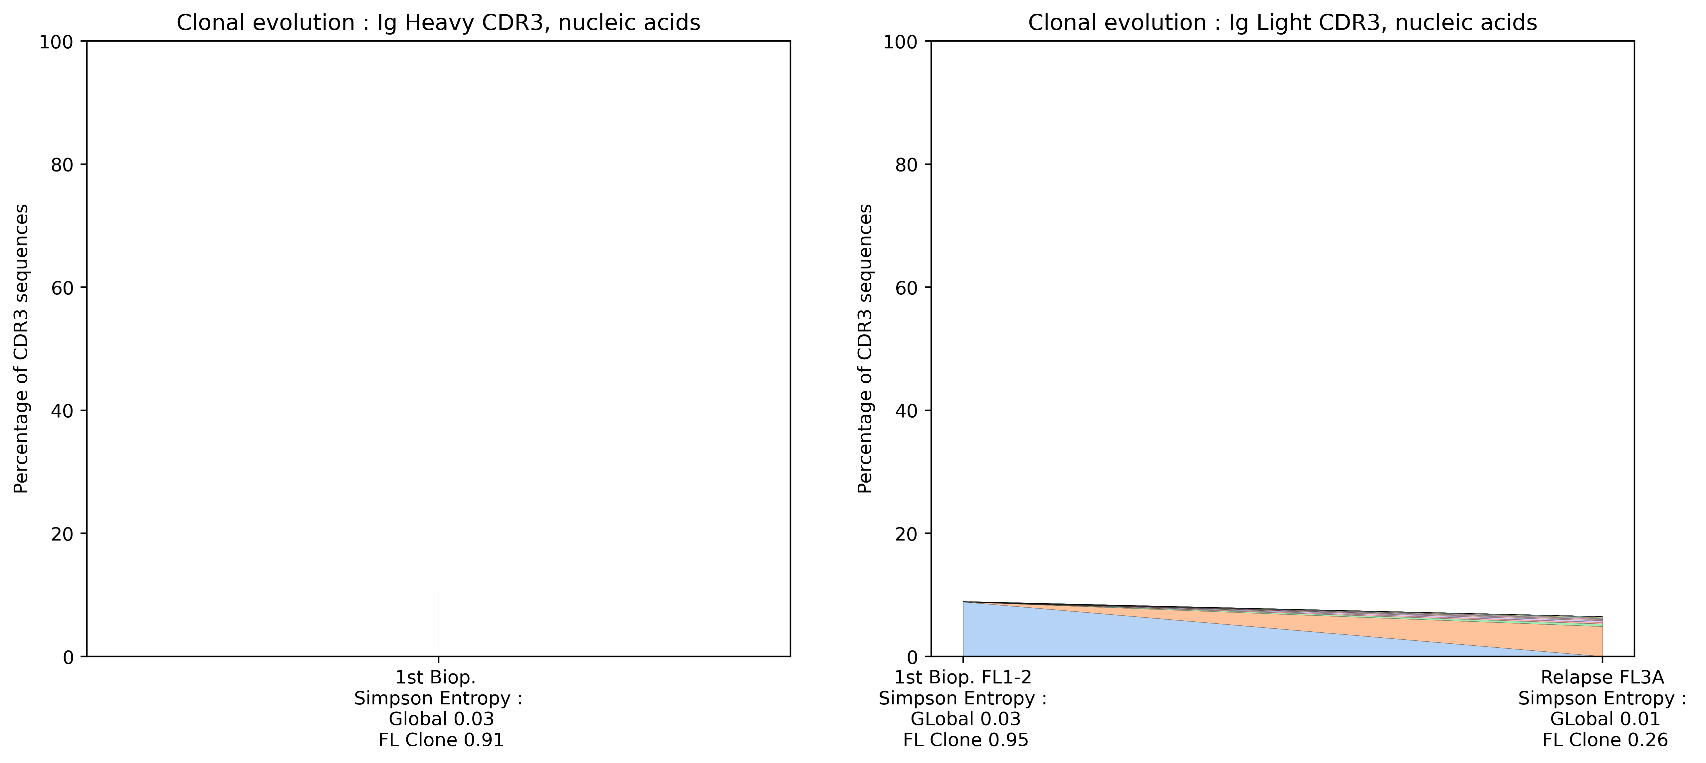 Clonal evolution : Ig Heavy CDR3, nucleic acids
100
80
60
40
20
0
Percentage of CDR3 sequences
1st Biop.
Simpson Entropy :
Global 0.03
FL Clone 0.91
Clonal evolution : Ig Light CDR3, nucleic acids
100
80
60
40
20
0
Percentage of CDR3 sequences
1st Biop. FL1-2
Simpson Entropy :
GLobal 0.03
FL Clone 0.95
Relapse FL3A
Simpson Entropy :
GLobal 0.01
FL Clone 0.26